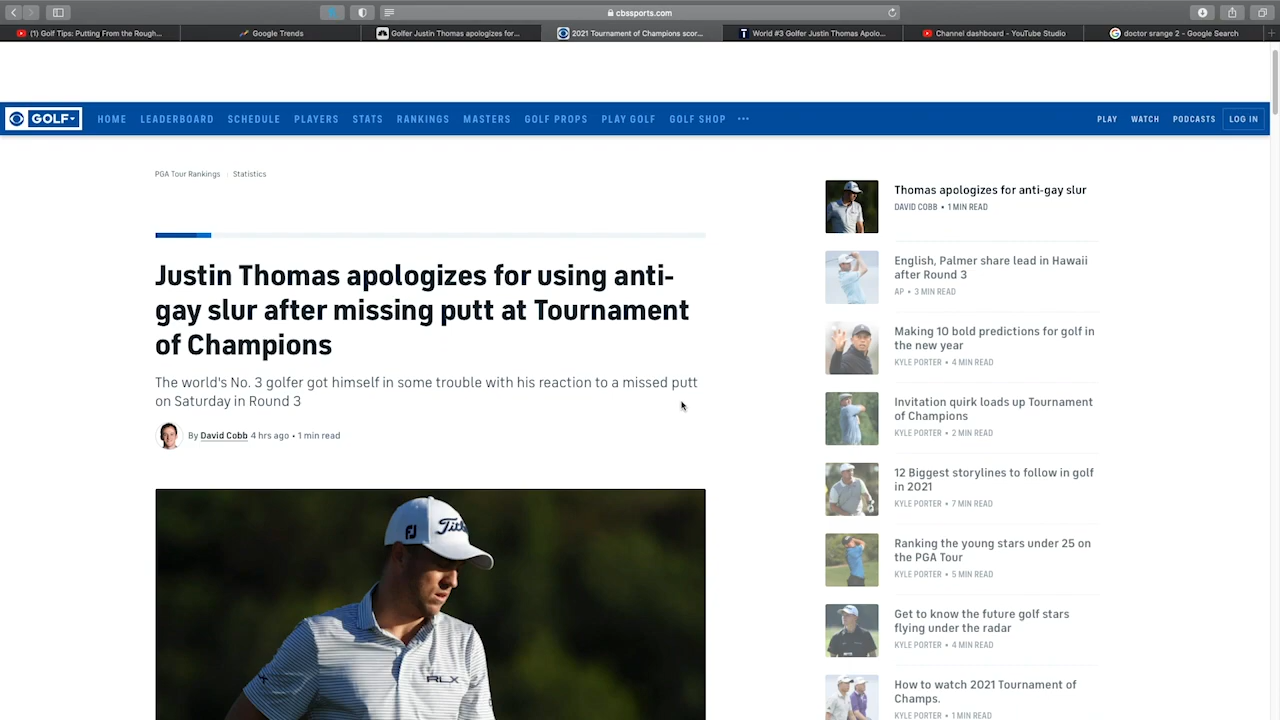 cbssports.com
(1) Golf Tips: Putting From the Rough...
Google Trends
Golfer Justin Thomas apologizes for...
2021 Tournament of Champions scor...
World #3 Golfer Justin Thomas Apolo...
Channel dashboard - YouTube Studio
doctor srange 2 - Google Search
GOLF
HOME LEADERBOARD SCHEDULE PLAYERS STATS RANKINGS MASTERS GOLF PROPS PLAY GOLF GOLF SHOP ••• PLAY WATCH PODCASTS LOG IN
PGA Tour Rankings Statistics
Justin Thomas apologizes for using anti-
gay slur after missing putt at Tournament
of Champions
The world's No. 3 golfer got himself in some trouble with his reaction to a missed putt
on Saturday in Round 3
By David Cobb 4 hrs ago • 1 min read
FJ
Titl
RLX
Thomas apologizes for anti-gay slur
DAVID COBB • 1 MIN READ
English, Palmer share lead in Hawaii
after Round 3
AP • 3 MIN READ
Making 10 bold predictions for golf in
the new year
KYLE PORTER • 4 MIN READ
Invitation quirk loads up Tournament
of Champions
KYLE PORTER • 2 MIN READ
12 Biggest storylines to follow in golf
in 2021
KYLE PORTER • 7 MIN READ
Ranking the young stars under 25 on
the PGA Tour
KYLE PORTER • 5 MIN READ
Get to know the future golf stars
flying under the radar
KYLE PORTER • 4 MIN READ
How to watch 2021 Tournament of
Champs.
KYLE PORTER • 1 MIN READ